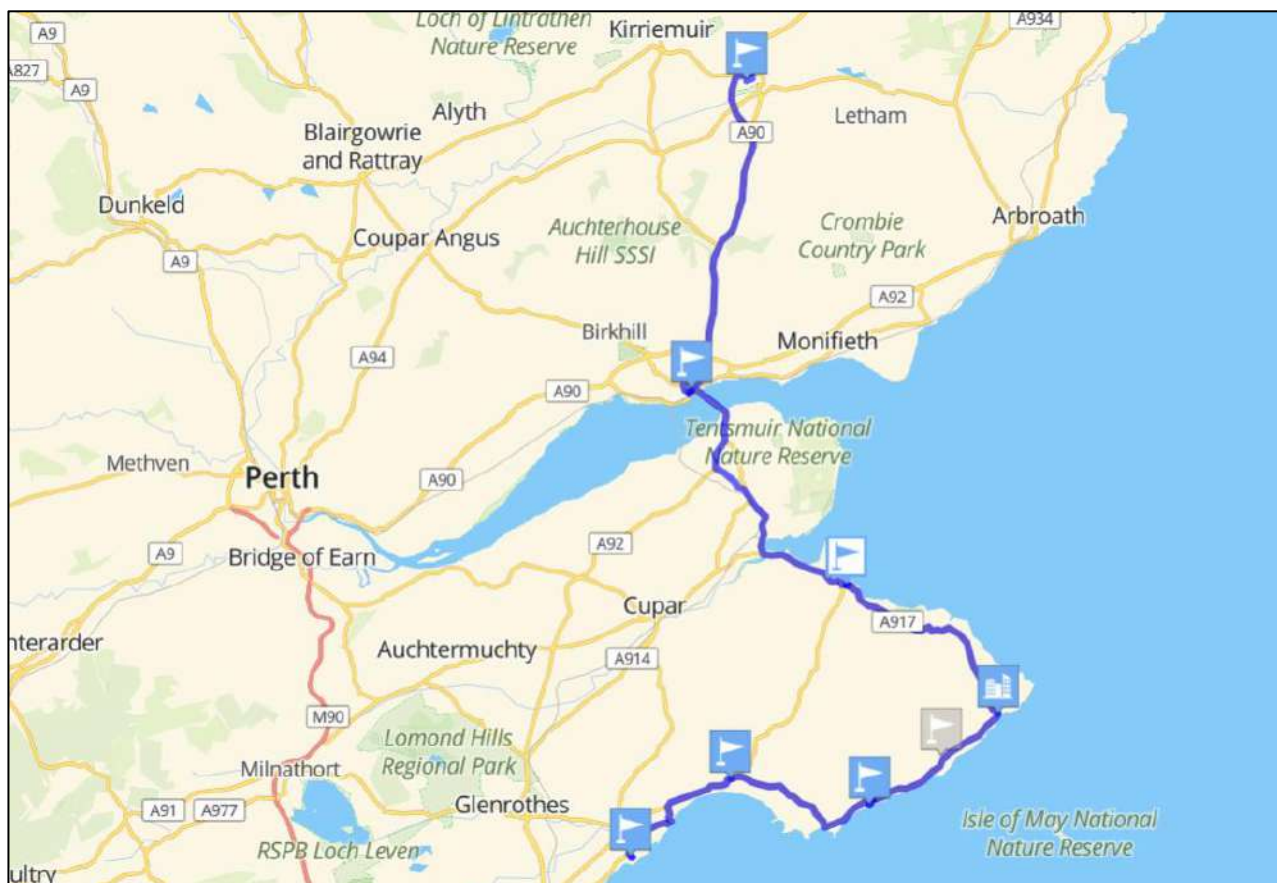 Loch of Lintrathen
Nature Reserve
Kirriemuir
A934
A9
A827
A9
Alyth
Letham
Blairgowrie
and Rattray
A90
Dunkeld
Auchterhouse
Hill SSSI
Crombie
Country Park
Arbroath
Coupar Angus
A9
A92
Birkhill
Monifieth
A94
A90
Tentsmuir National
Nature Reserve
Methven
Perth
A90
A9
Bridge of Earn
A92
Cupar
A917
nterarder
Auchtermuchty
A914
M90
Lomond Hills
Regional Park
Milnathort
A91
A977
Glenrothes
Isle of May National
Nature Reserve
RSPB Loch Leven
ultry